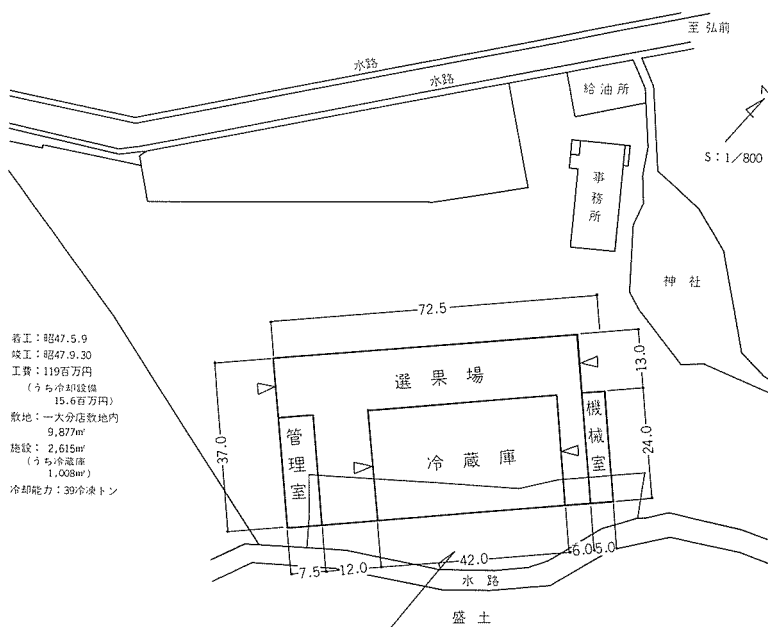 至 弘前
水路
水路
給油所
N
S：1/800
事務所
神社
72.5
着工：昭47.5.9
竣工：昭47.9.30
工費：119百万円
（うち冷却設備
15.6百万円）
敷地：一大分店敷地内
9,877㎡
施設： 2,615㎡
（うち冷蔵庫
1,008㎡）
冷却能力：39冷凍トン
選果場
13.0
37.0
管理室
冷蔵庫
機械室
24.0
7.5
12.0
42.0
6.0
5.0
水路
盛土